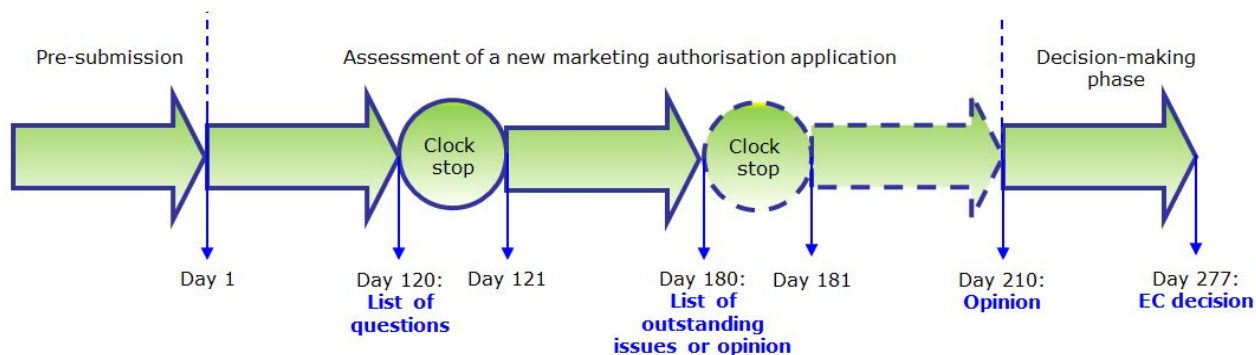 Pre-submission
Assessment of a new marketing authorisation application
Decision-making
phase
Clock
stop
Clock
stop
Day 1
Day 120:
List of
questions
Day 121
Day 180:
List of
outstanding
issues or opinion
Day 181
Day 210:
Opinion
Day 277:
EC decision